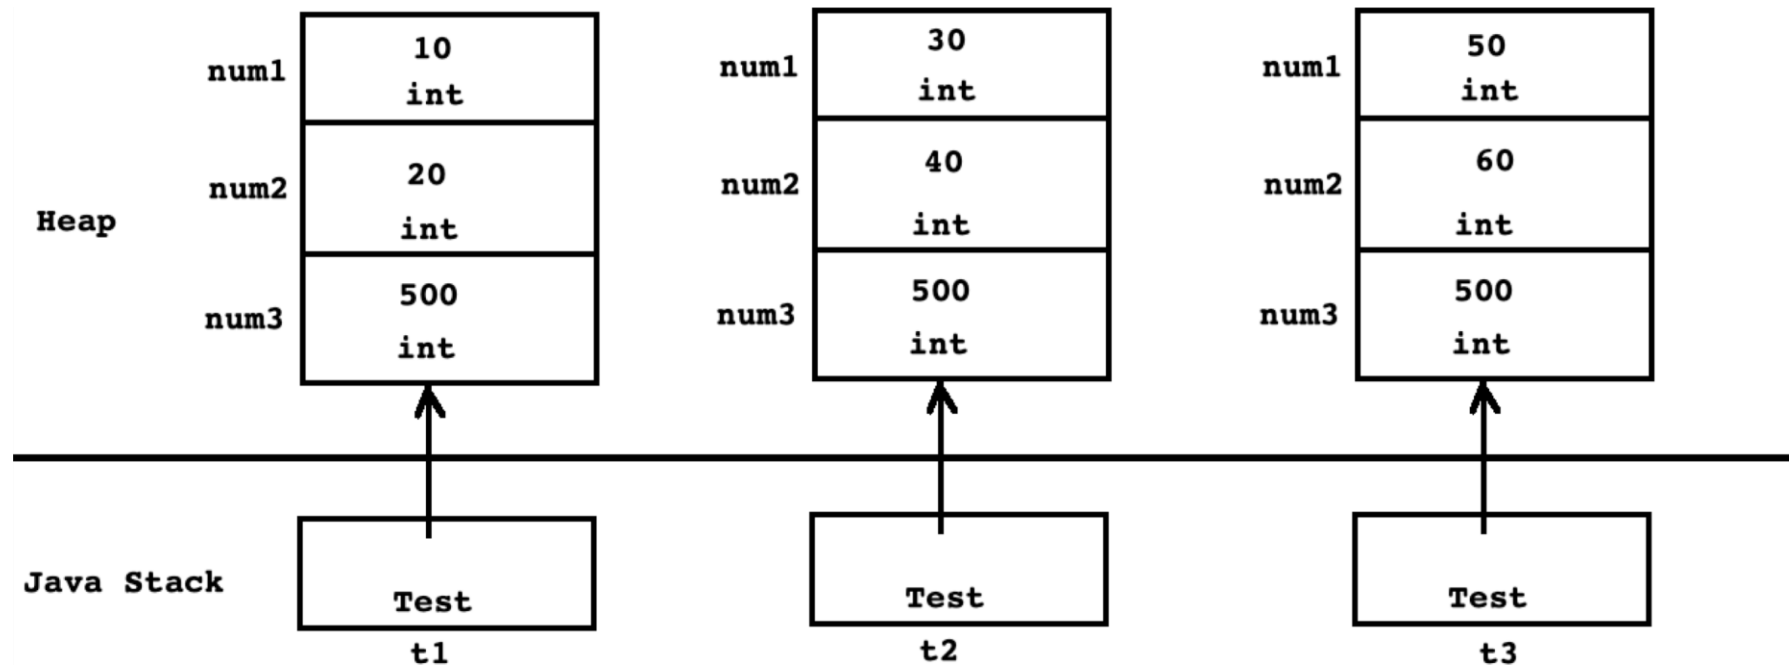 10
num1
int
20
num2
int
500
num3
int
30
num1
int
40
num2
int
500
num3
int
50
num1
int
60
num2
int
500
num3
int
Heap
Java Stack
Test
t1
Test
t2
Test
t3